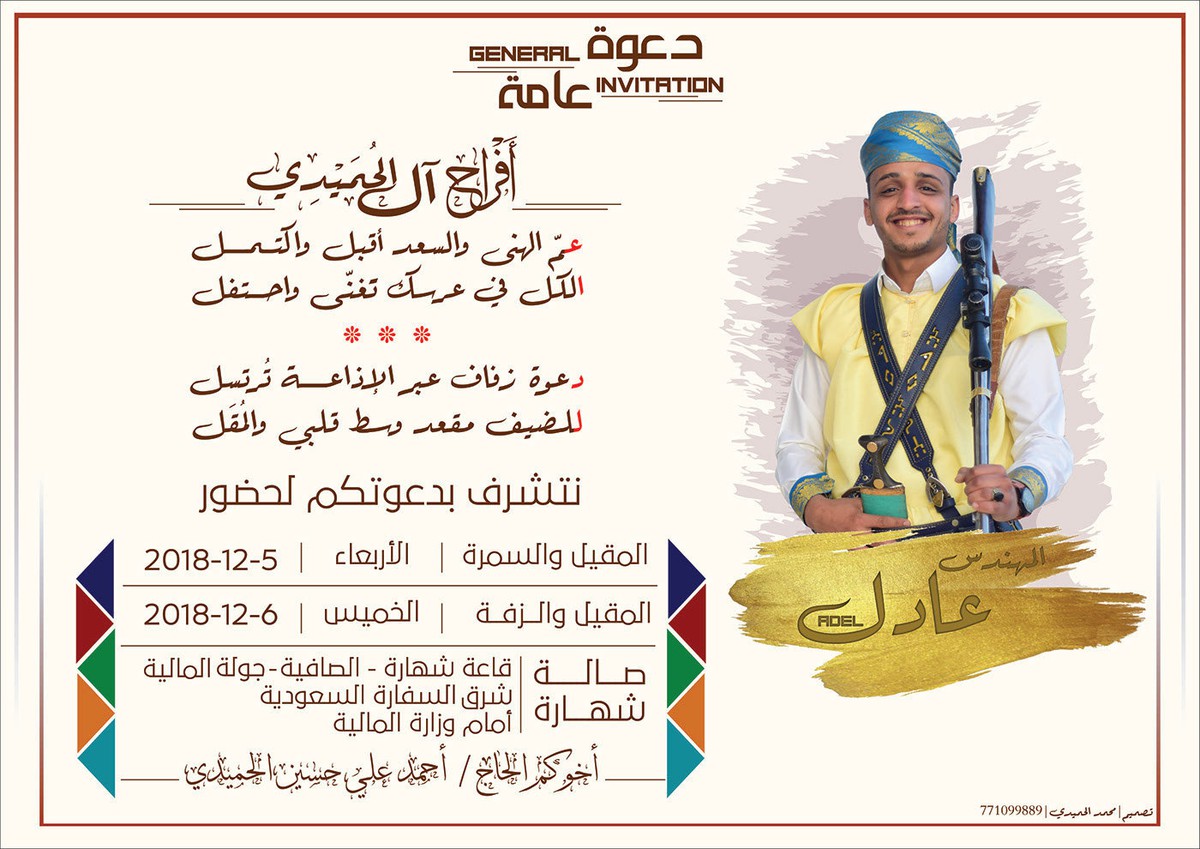 دعوة GENERAL
عامة INVITATION
أَفْرَاح آل الحُمَيْدِي
عمّ الهنى والسعد أقبل واكتمل
الكل في عرسك تغنّى واحتفل
دعوة زفاف عبر الإذاعة تُرتسل
للضيف مقعد وسط قلبي والمُقَل
نتشرف بدعوتكم لحضور
المقيل والسمرة | الأربعاء | 2018-12-5
المقيل والزفة | الخميس | 2018-12-6
صالة شهارة
قاعة شهارة - الصافية - جولة المالية
شرق السفارة السعودية
أمام وزارة المالية
أخوكم الحاج / أحمد علي حسين الحميدي
المهندس
عادل
ADEL
تصميم | محمد الحميدي | 771099889